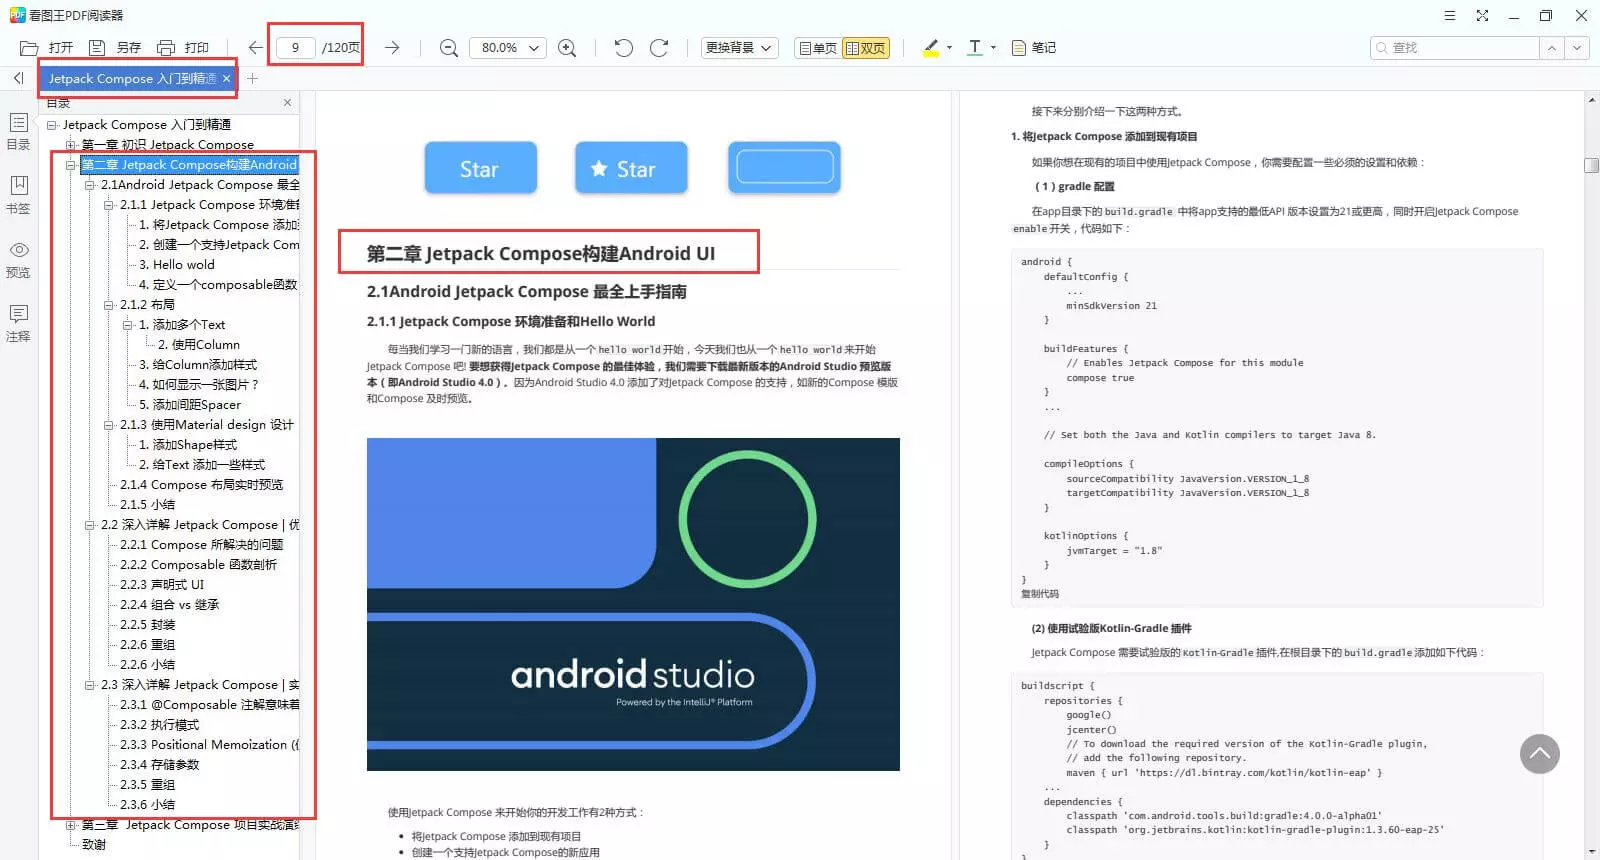 看图王PDF阅读器
打开 另存 打印 9 /120页 80.0% 更换背景 单页 双页 T 笔记 查找
Jetpack Compose 入门到精通
目录
目录
书签
预览
注释
Jetpack Compose 入门到精通
第一章 初识 Jetpack Compose
第二章 Jetpack Compose构建Android
2.1Android Jetpack Compose 最全
2.1.1 Jetpack Compose 环境准备
1. 将Jetpack Compose 添加
2. 创建一个支持Jetpack Com
3. Hello wold
4. 定义一个composable函数
2.1.2 布局
1. 添加多个Text
2. 使用Column
3. 给Column添加样式
4. 如何显示一张图片？
5. 添加间距Spacer
2.1.3 使用Material design 设计
1. 添加Shape样式
2. 给Text 添加一些样式
2.1.4 Compose 布局实时预览
2.1.5 小结
2.2 深入详解 Jetpack Compose | 优
2.2.1 Compose 所解决的问题
2.2.2 Composable 函数剖析
2.2.3 声明式 UI
2.2.4 组合 vs 继承
2.2.5 封装
2.2.6 重组
2.2.6 小结
2.3 深入详解 Jetpack Compose | 实
2.3.1 @Composable 注解意味着
2.3.2 执行模式
2.3.3 Positional Memoization (
2.3.4 存储参数
2.3.5 重组
2.3.6 小结
第三章 Jetpack Compose 项目实战演
致谢
Star
Star
第二章 Jetpack Compose构建Android UI
2.1Android Jetpack Compose 最全上手指南
2.1.1 Jetpack Compose 环境准备和Hello World
每当我们学习一门新的语言，我们都是从一个 hello world 开始，今天我们也从一个 hello world 来开始
Jetpack Compose 吧! 要想获得Jetpack Compose 的最佳体验，我们需要下载最新版本的Android Studio 预览版
本（即Android Studio 4.0）。因为Android Studio 4.0 添加了对Jetpack Compose 的支持，如新的Compose 模版
和Compose 及时预览。
android studio
Powered by the IntelliJ® Platform
使用Jetpack Compose 来开始你的开发工作有2种方式：
• 将Jetpack Compose 添加到现有项目
• 创建一个支持Jetpack Compose的新应用
接下来分别介绍一下这两种方式。
1. 将Jetpack Compose 添加到现有项目
如果你想在现有的项目中使用Jetpack Compose，你需要配置一些必须的设置和依赖：
（1）gradle 配置
在app目录下的 build.gradle 中将app支持的最低API 版本设置为21或更高，同时开启Jetpack Compose
enable 开关，代码如下：
android {
defaultConfig {
...
minSdkVersion 21
}
buildFeatures {
// Enables Jetpack Compose for this module
compose true
}
...
// Set both the Java and Kotlin compilers to target Java 8.
compileOptions {
sourceCompatibility JavaVersion.VERSION_1_8
targetCompatibility JavaVersion.VERSION_1_8
}
kotlinOptions {
jvmTarget = "1.8"
}
}
复制代码
(2) 使用试验版Kotlin-Gradle 插件
Jetpack Compose 需要试验版的 Kotlin-Gradle 插件,在根目录下的 build.gradle 添加如下代码：
buildscript {
repositories {
google()
jcenter()
// To download the required version of the Kotlin-Gradle plugin,
// add the following repository.
maven { url 'https://dl.bintray.com/kotlin/kotlin-eap' }
...
dependencies {
classpath 'com.android.tools.build:gradle:4.0.0-alpha01'
classpath 'org.jetbrains.kotlin:kotlin-gradle-plugin:1.3.60-eap-25'
}
}